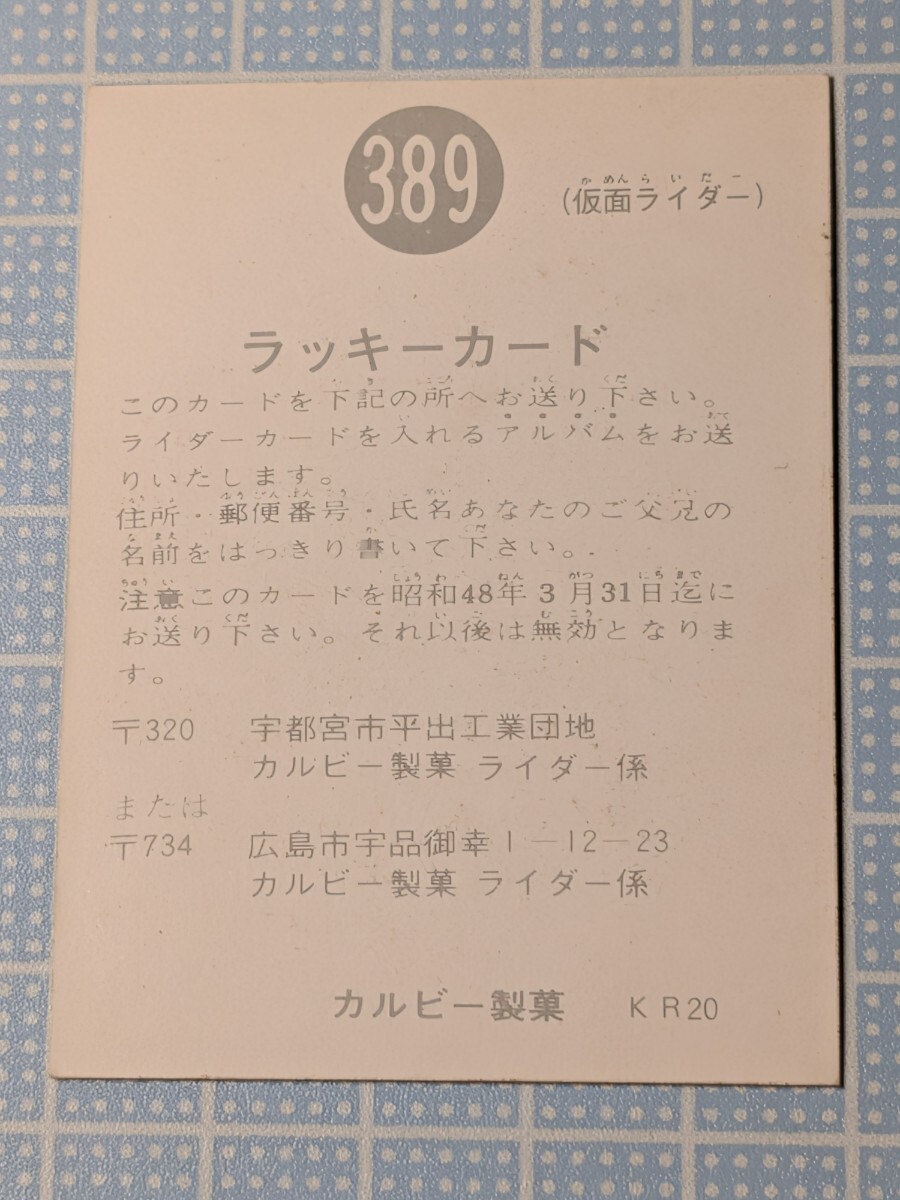 389
(仮面ライダー)
ラッキーカード
このカードを下記の所へお送り下さい。
ライダーカードを入れるアルバムをお送
りいたします。
住所・郵便番号・氏名あなたのご父兄の
名前をはっきり書いて下さい。
注意このカードを昭和48年3月31日迄に
お送り下さい。それ以後は無効となりま
す。
〒320 宇都宮市平出工業団地
カルビー製菓 ライダー係
または
〒734 広島市宇品御幸1-12-23
カルビー製菓 ライダー係
カルビー製菓 KR20